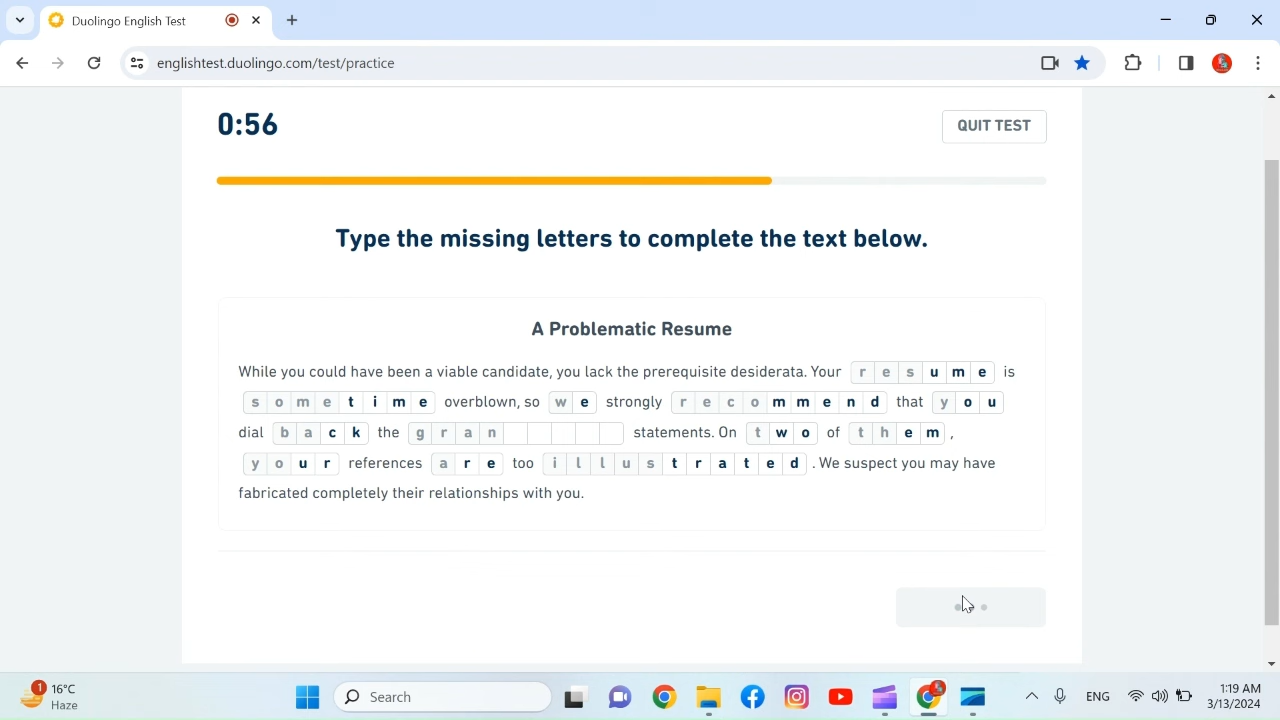 Duolingo English Test
englishtest.duolingo.com/test/practice
0:56
QUIT TEST
Type the missing letters to complete the text below.
A Problematic Resume
While you could have been a viable candidate, you lack the prerequisite desiderata. Your resume is
sometime overblown, so we strongly recommend that you
dial back the gran statements. On two of them,
your references are too illustrated. We suspect you may have
fabricated completely their relationships with you.
1
16°C
Haze
Search
ENG
1:19 AM
3/13/2024